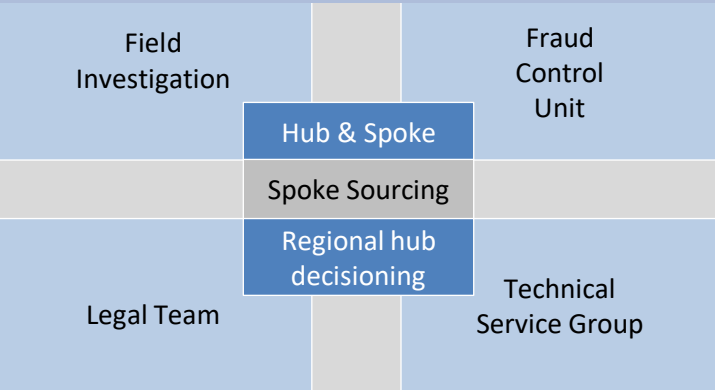 Field
Investigation
Fraud
Control
Unit
Hub & Spoke
Spoke Sourcing
Regional hub
decisioning
Legal Team
Technical
Service Group